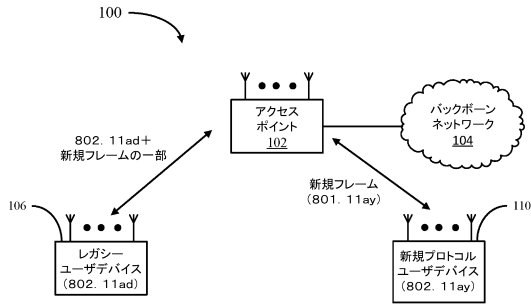 100
アクセス
ポイント
102
バックボーン
ネットワーク
104
802. 11ad＋
新規フレームの一部
新規フレーム
(801. 11ay)
106
110
レガシー
ユーザデバイス
(802. 11ad)
新規プロトコル
ユーザデバイス
(802. 11ay)